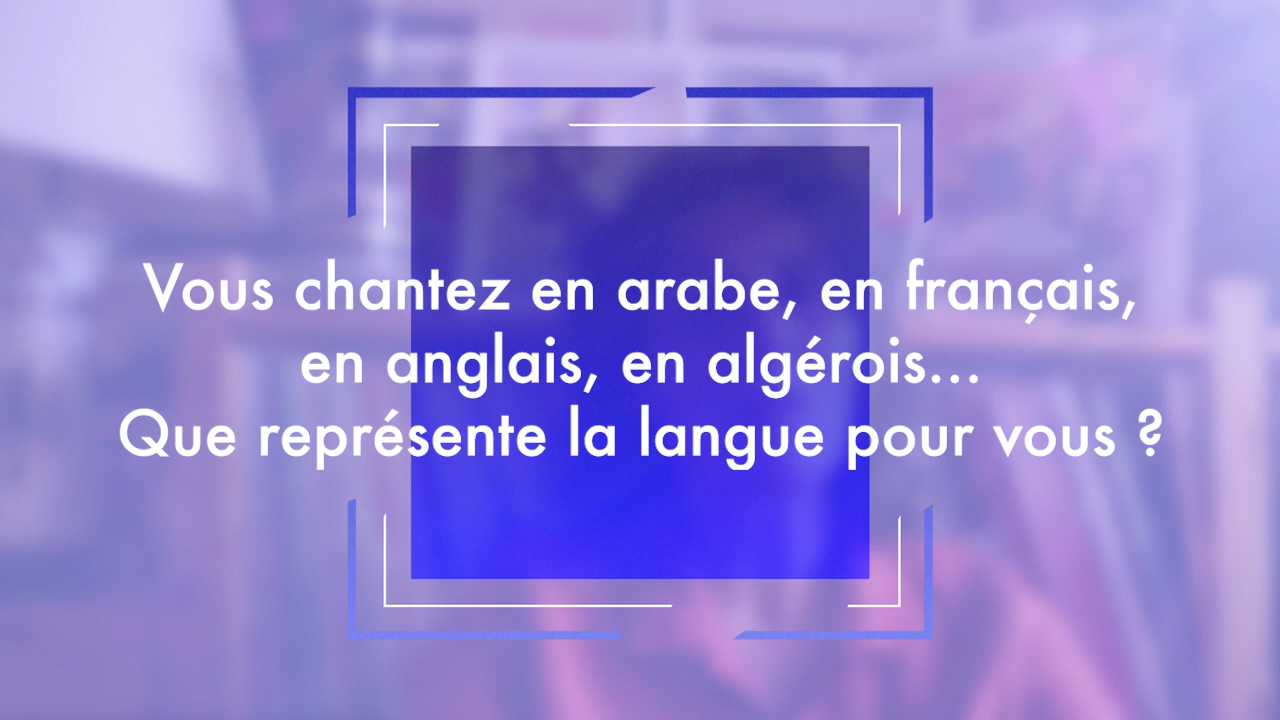 Vous chantez en arabe, en français,
en anglais, en algérois...
Que représente la langue pour vous ?